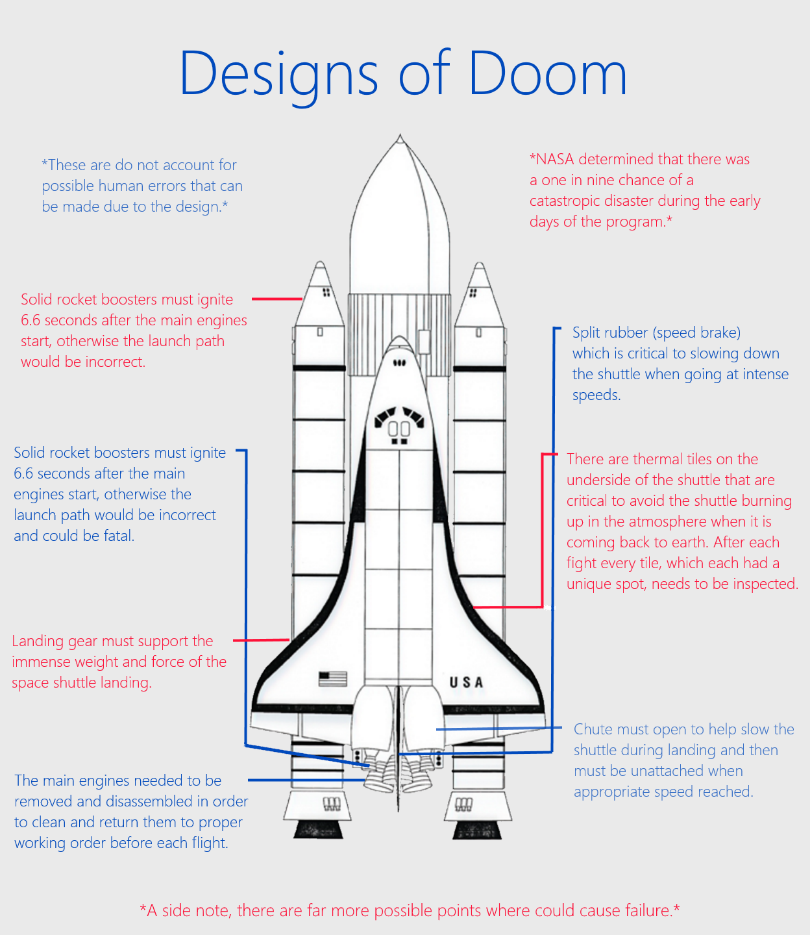 Designs of Doom
*These are do not account for
possible human errors that can
be made due to the design.*
*NASA determined that there was
a one in nine chance of a
catastropic disaster during the early
days of the program.*
Solid rocket boosters must ignite
6.6 seconds after the main engines
start, otherwise the launch path
would be incorrect.
Split rubber (speed brake)
which is critical to slowing down
the shuttle when going at intense
speeds.
Solid rocket boosters must ignite
6.6 seconds after the main
engines start, otherwise the
launch path would be incorrect
and could be fatal.
There are thermal tiles on the
underside of the shuttle that are
critical to avoid the shuttle burning
up in the atmosphere when it is
coming back to earth. After each
fight every tile, which each had a
unique spot, needs to be inspected.
Landing gear must support the
immense weight and force of the
space shuttle landing.
USA
Chute must open to help slow the
shuttle during landing and then
must be unattached when
appropriate speed reached.
The main engines needed to be
removed and disassembled in order
to clean and return them to proper
working order before each flight.
*A side note, there are far more possible points where could cause failure.*